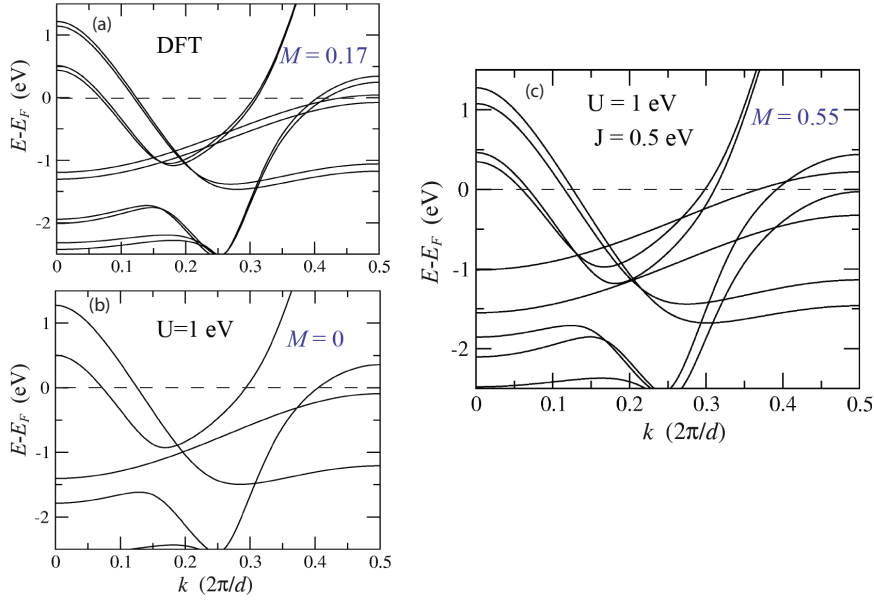 (a)
DFT
M = 0.17
1
0
-1
-2
E-E_F (eV)
0 0.1 0.2 0.3 0.4 0.5
(b)
U=1 eV
M = 0
1
0
-1
-2
E-E_F (eV)
0 0.1 0.2 0.3 0.4 0.5
k (2π/d)
(c)
U = 1 eV
J = 0.5 eV
M = 0.55
1
0
-1
-2
E-E_F (eV)
0 0.1 0.2 0.3 0.4 0.5
k (2π/d)